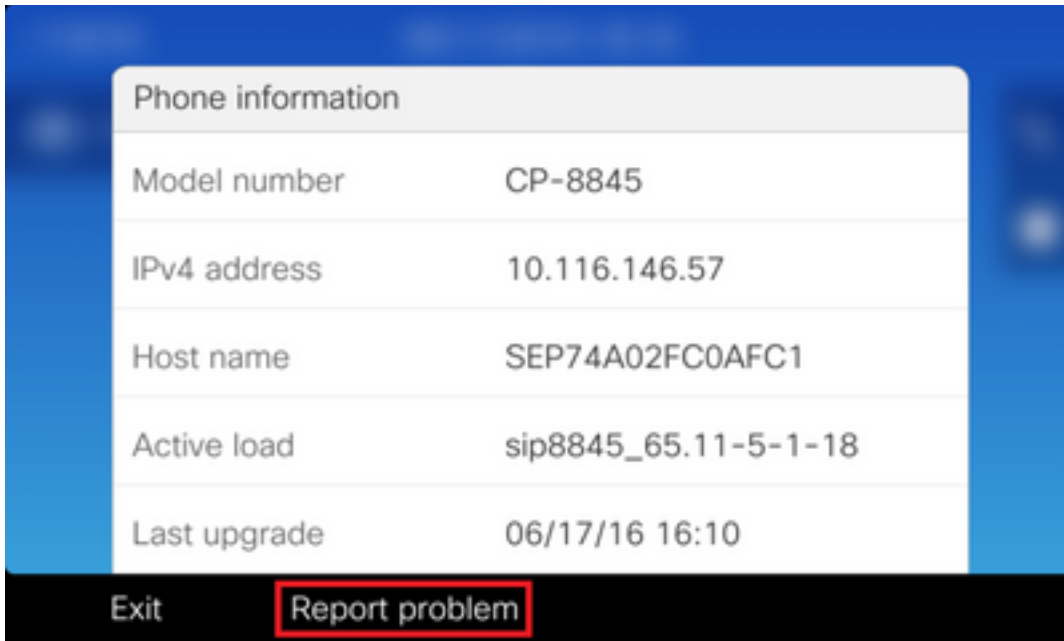 Phone information
Model number CP-8845
IPv4 address 10.116.146.57
Host name SEP74A02FC0AFC1
Active load sip8845_65.11-5-1-18
Last upgrade 06/17/16 16:10
Exit Report problem